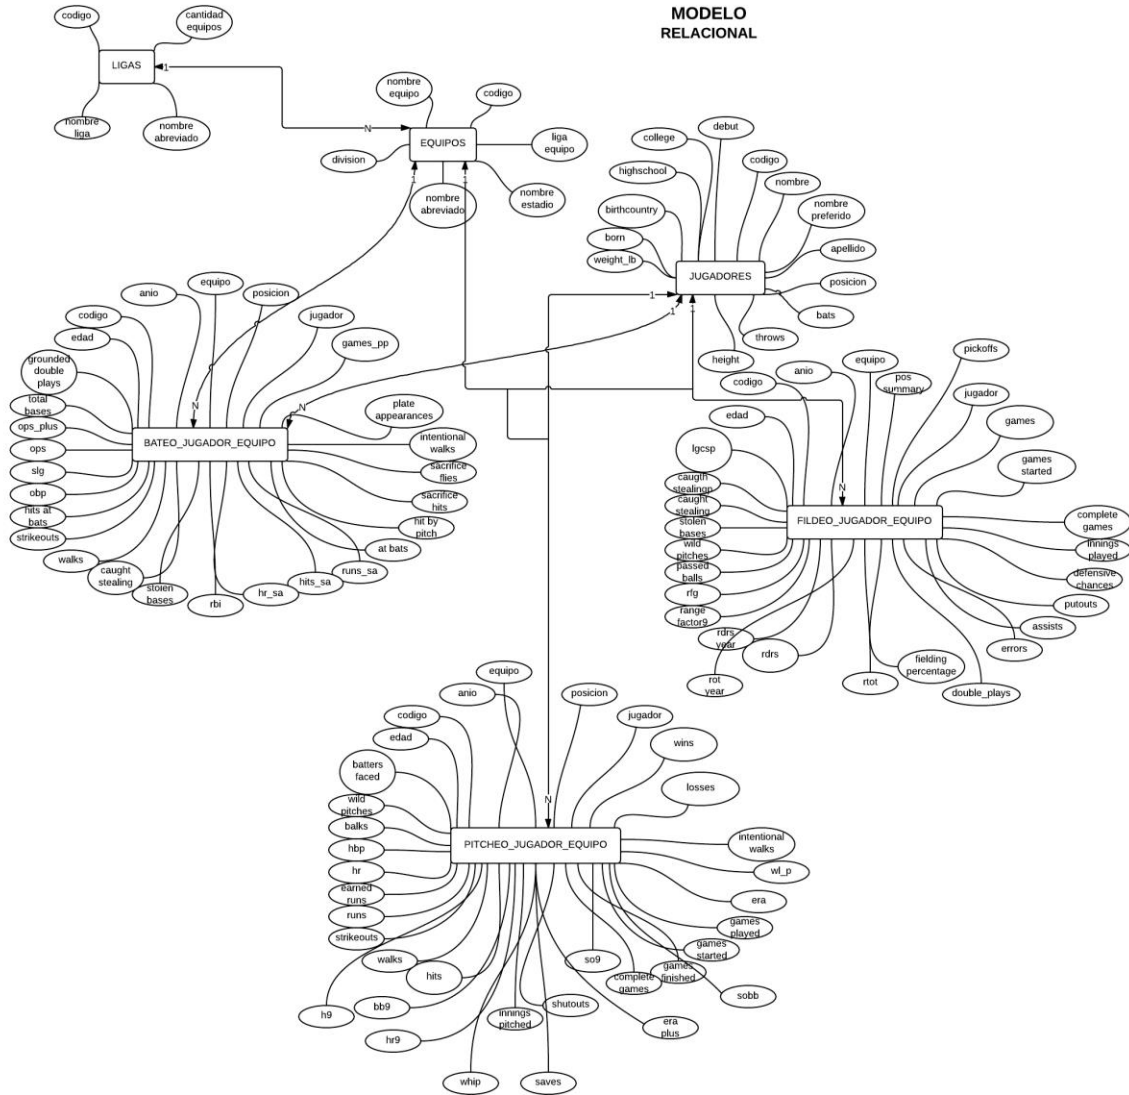 MODELO
RELACIONAL
codigo
cantidad
equipos
LIGAS
1
nombre
liga
nombre
abreviado
N
nombre
equipo
codigo
EQUIPOS
liga
equipo
division
nombre
abreviado
nombre
estadio
1
1
debut
college
codigo
highschool
nombre
birthcountry
nombre
preferido
born
apellido
weight_lb
JUGADORES
posicion
bats
throws
height
1
1
1
equipo
anio
posicion
codigo
jugador
edad
games_pp
grounded
double
plays
total
bases
plate
appearances
ops_plus
N
N
BATEO_JUGADOR_EQUIPO
intentional
walks
ops
slg
sacrifice
flies
obp
sacrifice
hits
hits at
bats
hit by
pitch
strikeouts
at bats
walks
caught
stealing
stolen
bases
rbi
hr_sa
hits_sa
runs_sa
pickoffs
equipo
anio
pos
summary
codigo
jugador
edad
games
lgcsp
games
started
caugth
stealingp
caught
stealing
N
FILDEO_JUGADOR_EQUIPO
complete
games
stolen
bases
innings
played
wild
pitches
defensive
chances
passed
balls
rfg
putouts
range
factor9
assists
rdrs
year
errors
rdrs
fielding
percentage
rot
year
rtot
double_plays
equipo
anio
posicion
codigo
jugador
edad
wins
batters
faced
losses
wild
pitches
N
balks
PITCHEO_JUGADOR_EQUIPO
intentional
walks
hbp
wl_p
hr
earned
runs
era
runs
games
played
strikeouts
games
started
walks
so9
games
finished
hits
complete
games
sobb
h9
bb9
innings
pitched
shutouts
era
plus
hr9
whip
saves